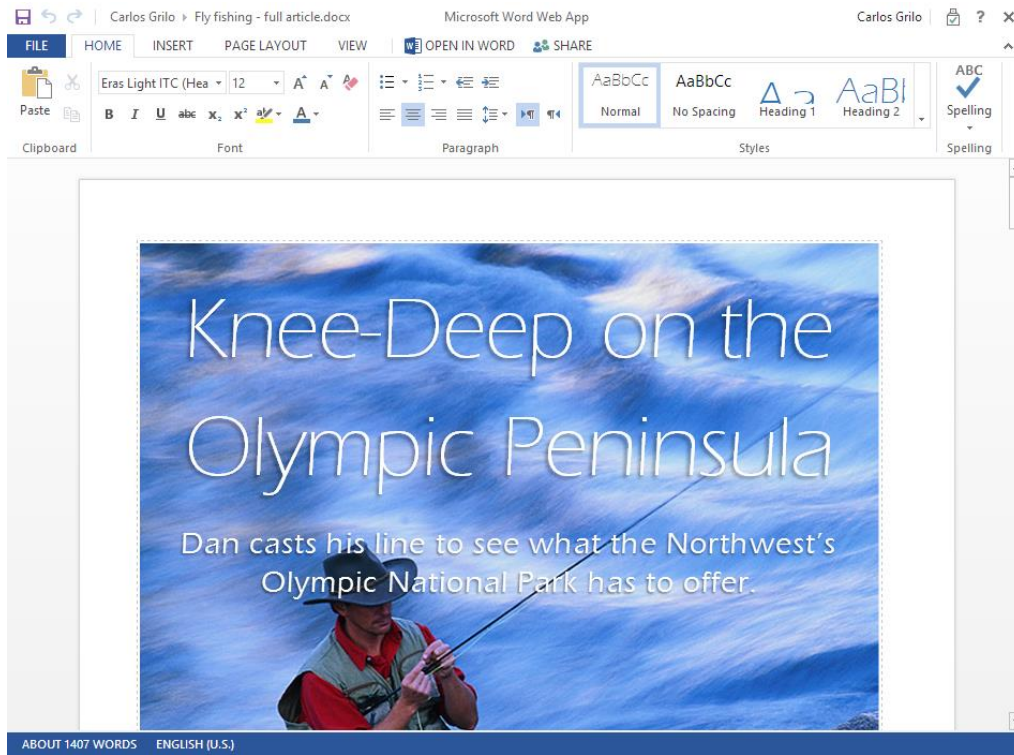 Carlos Grilo ▸ Fly fishing - full article.docx Microsoft Word Web App Carlos Grilo ?
FILE HOME INSERT PAGE LAYOUT VIEW OPEN IN WORD SHARE
Eras Light ITC (Hea 12 A A
Paste
B I U abc x₂ x² aby A
Clipboard Font Paragraph
AaBbCc AaBbCc AaBl
Normal No Spacing Heading 1 Heading 2
Styles
ABC
Spelling
Spelling
Knee-Deep on the
Olympic Peninsula
Dan casts his line to see what the Northwest's
Olympic National Park has to offer.
ABOUT 1407 WORDS ENGLISH (U.S.)